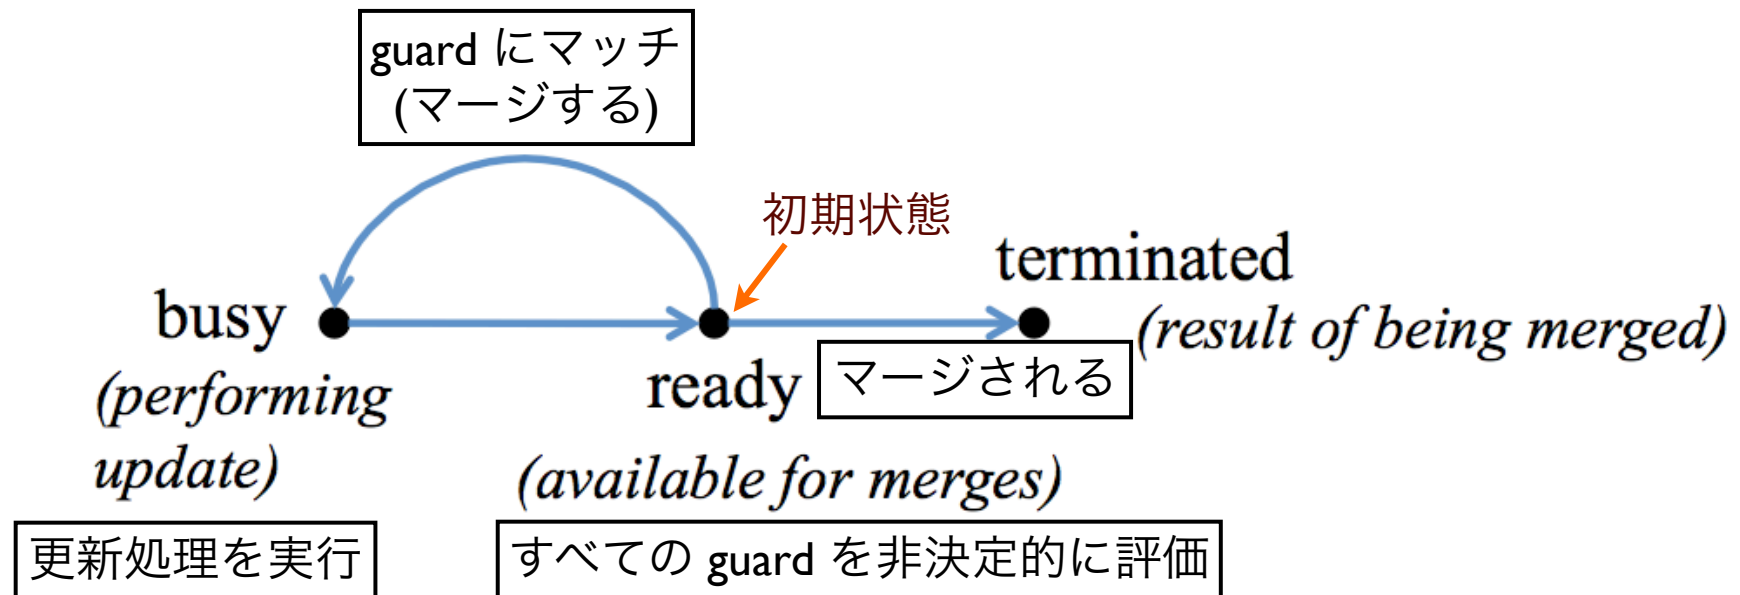 guard にマッチ
(マージする)
初期状態
terminated
(result of being merged)
busy
(performing
update)
ready
マージされる
(available for merges)
更新処理を実行
すべての guard を非決定的に評価